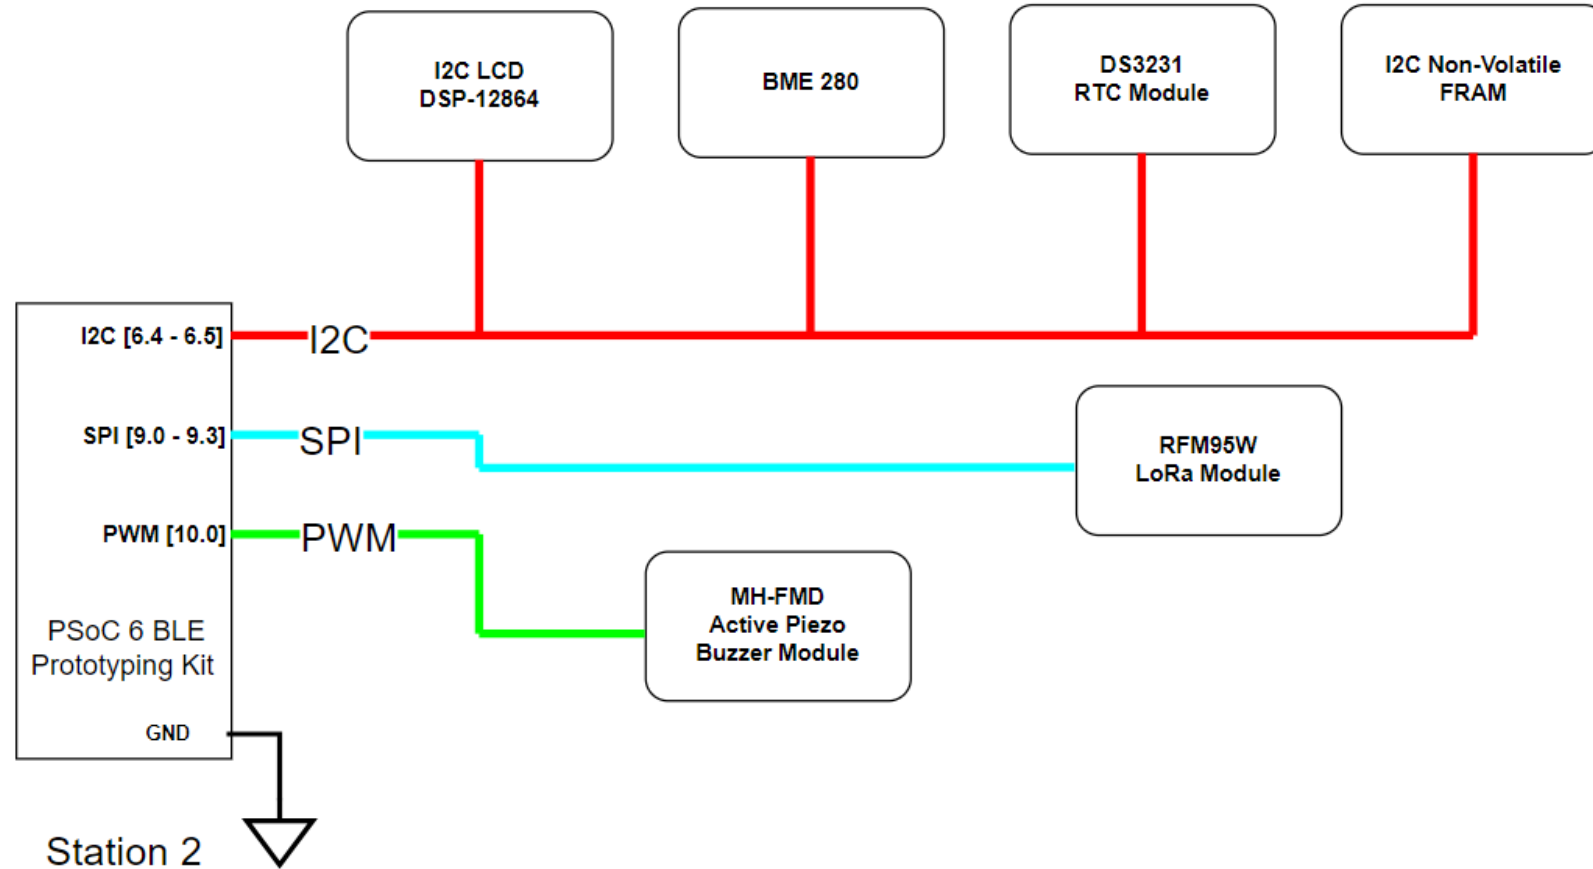 I2C LCD
DSP-12864
BME 280
DS3231
RTC Module
I2C Non-Volatile
FRAM
I2C [6.4 - 6.5]
I2C
SPI [9.0 - 9.3]
SPI
RFM95W
LoRa Module
PWM [10.0]
PWM
MH-FMD
Active Piezo
Buzzer Module
PSoC 6 BLE
Prototyping Kit
GND
Station 2